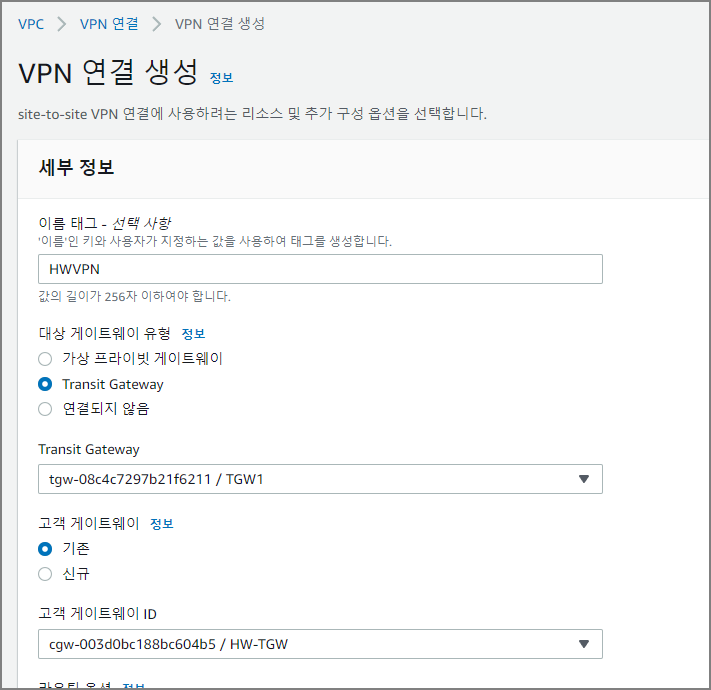 VPC > VPN 연결 > VPN 연결 생성
VPN 연결 생성 정보
site-to-site VPN 연결에 사용하려는 리소스 및 추가 구성 옵션을 선택합니다.
세부 정보
이름 태그 - 선택 사항
'이름'인 키와 사용자가 지정하는 값을 사용하여 태그를 생성합니다.
HWVPN
값의 길이가 256자 이하여야 합니다.
대상 게이트웨이 유형 정보
가상 프라이빗 게이트웨이
Transit Gateway
연결되지 않음
Transit Gateway
tgw-08c4c7297b21f6211 / TGW1
고객 게이트웨이 정보
기존
신규
고객 게이트웨이 ID
cgw-003d0bc188bc604b5 / HW-TGW
라우팅 옵션 정보